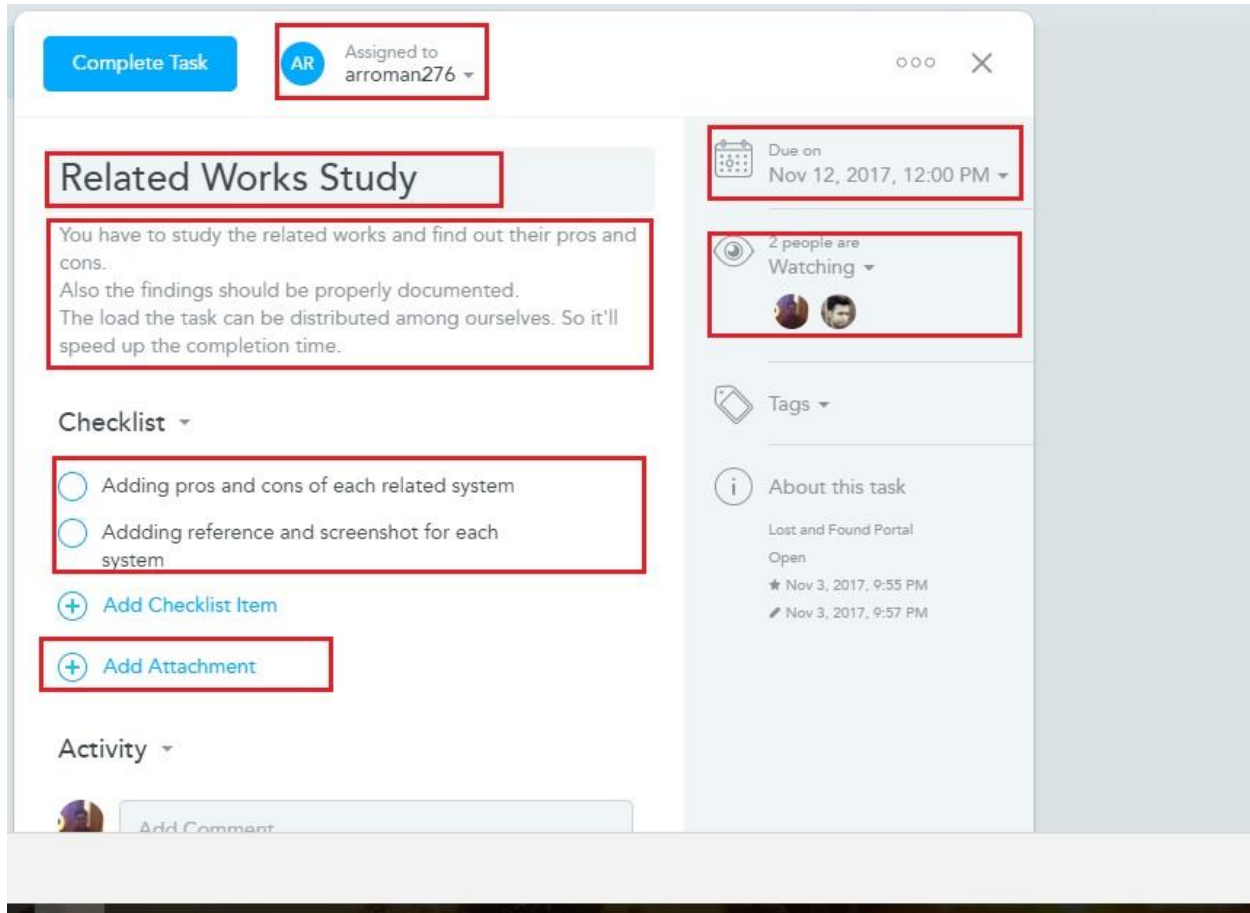 Complete Task
AR
Assigned to
arroman276
Related Works Study
You have to study the related works and find out their pros and
cons.
Also the findings should be properly documented.
The load the task can be distributed among ourselves. So it'll
speed up the completion time.
Checklist
Adding pros and cons of each related system
Addding reference and screenshot for each
system
Add Checklist Item
Add Attachment
Activity
Add Comment
Due on
Nov 12, 2017, 12:00 PM
2 people are
Watching
Tags
About this task
Lost and Found Portal
Open
Nov 3, 2017, 9:55 PM
Nov 3, 2017, 9:57 PM